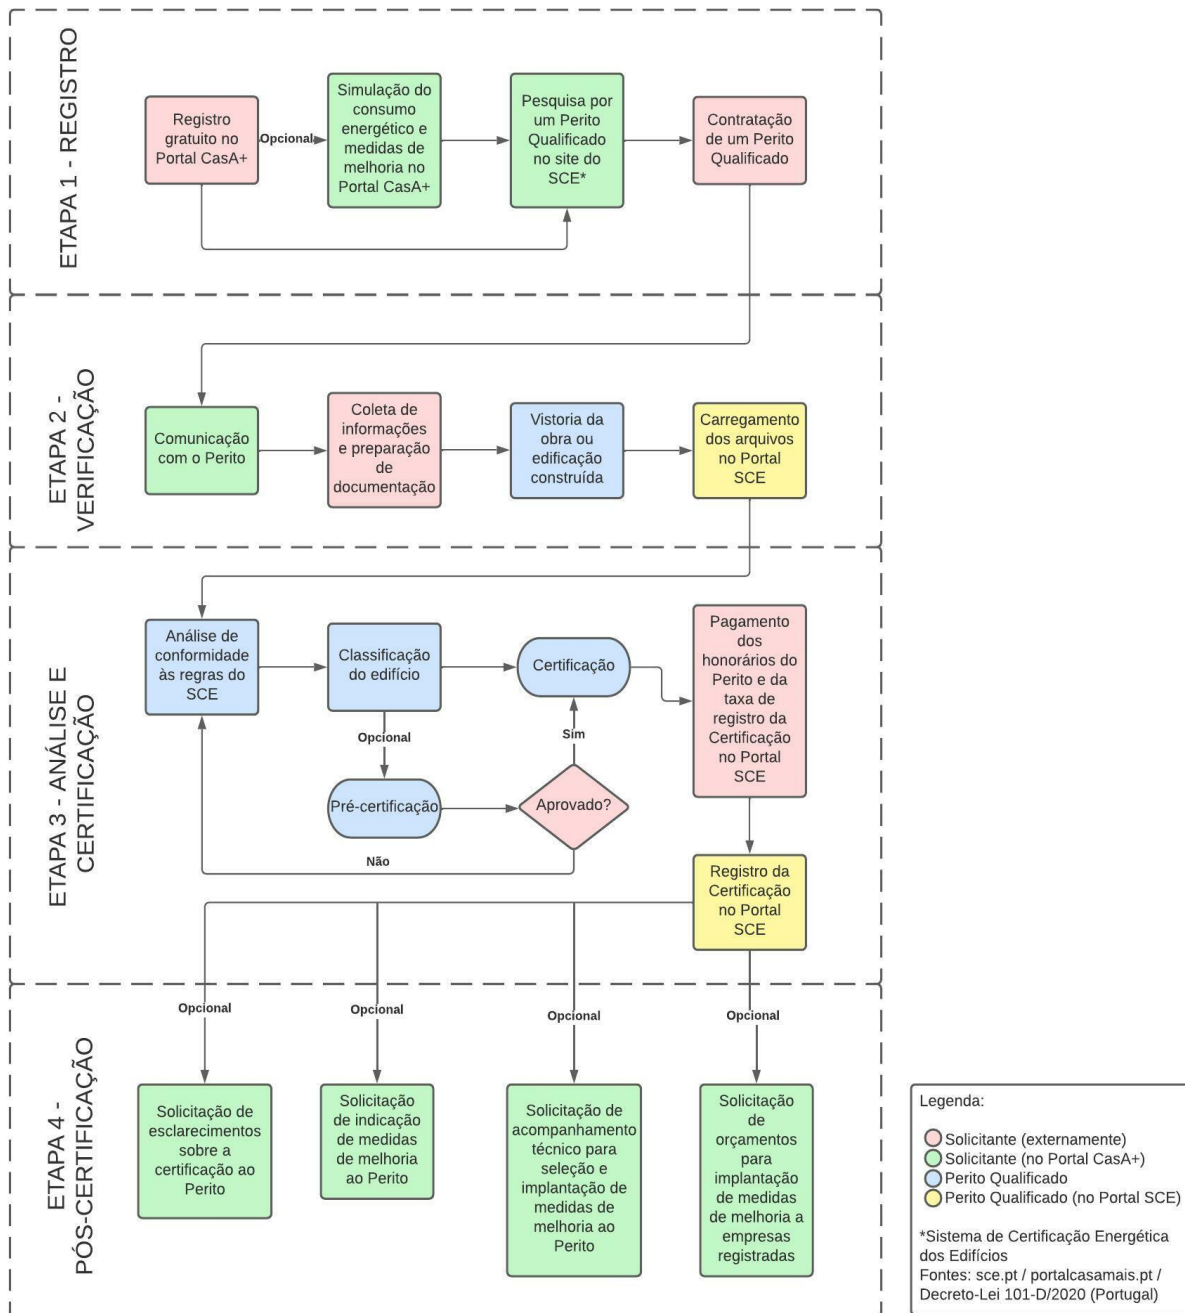 ETAPA 1 - REGISTRO
Registro
gratuito no
Portal CasA+
Opcional
Simulação do
consumo
energético e
medidas de
melhoria no
Portal CasA+
Pesquisa por
um Perito
Qualificado
no site do
SCE*
Contratação
de um Perito
Qualificado
ETAPA 2 -
VERIFICAÇÃO
Comunicação
com o Perito
Coleta de
informações
e preparação
de
documentação
Vistoria da
obra ou
edificação
construída
Carregamento
dos arquivos
no Portal
SCE
ETAPA 3 - ANÁLISE E
CERTIFICAÇÃO
Análise de
conformidade
às regras do
SCE
Classificação
do edifício
Certificação
Pagamento
dos
honorários do
Perito e da
taxa de
registro da
Certificação
no Portal
SCE
Opcional
Sim
Pré-certificação
Aprovado?
Não
Registro da
Certificação
no Portal
SCE
ETAPA 4 -
PÓS-CERTIFICAÇÃO
Opcional
Opcional
Opcional
Opcional
Solicitação de
esclarecimentos
sobre a
certificação ao
Perito
Solicitação
de indicação
de medidas
de melhoria
ao Perito
Solicitação de
acompanhamento
técnico para
seleção e
implantação de
medidas de
melhoria ao
Perito
Solicitação
de
orçamentos
para
implantação
de medidas
de melhoria a
empresas
registradas
Legenda:
Solicitante (externamente)
Solicitante (no Portal CasA+)
Perito Qualificado
Perito Qualificado (no Portal SCE)
*Sistema de Certificação Energética
dos Edifícios
Fontes: sce.pt / portalcasamais.pt /
Decreto-Lei 101-D/2020 (Portugal)